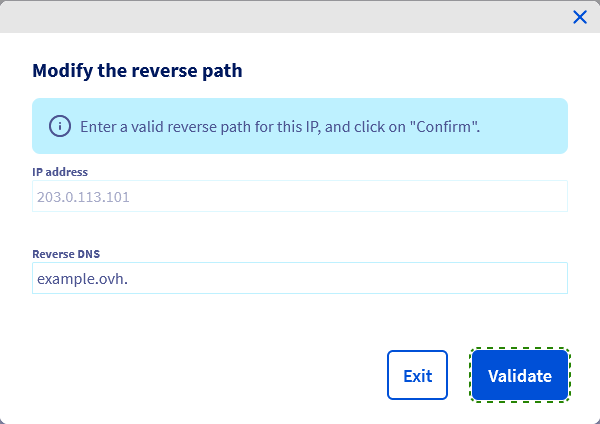 Modify the reverse path
Enter a valid reverse path for this IP, and click on "Confirm".
IP address
203.0.113.101
Reverse DNS
example.ovh.
Exit
Validate